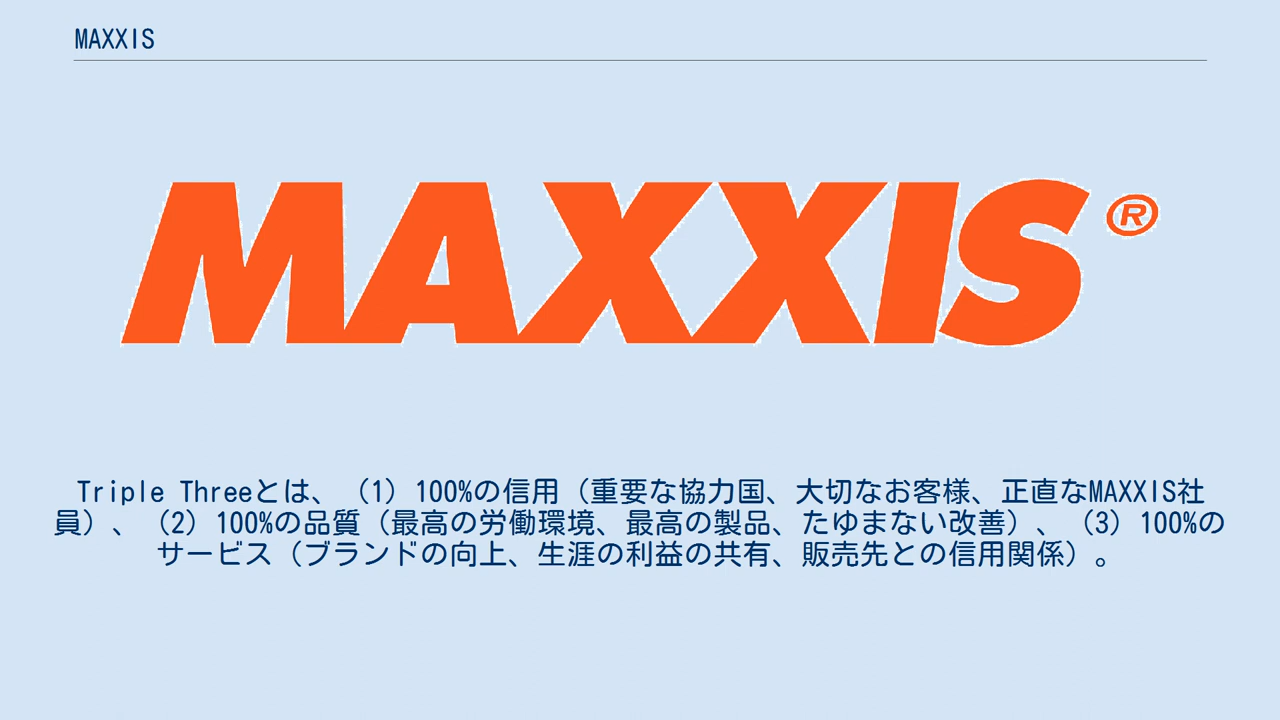 MAXXIS
MAXXIS®
Triple Threeとは、（1）100%の信用（重要な協力国、大切なお客様、正直なMAXXIS社
員）、（2）100%の品質（最高の労働環境、最高の製品、たゆまない改善）、（3）100%の
サービス（ブランドの向上、生涯の利益の共有、販売先との信用関係）。